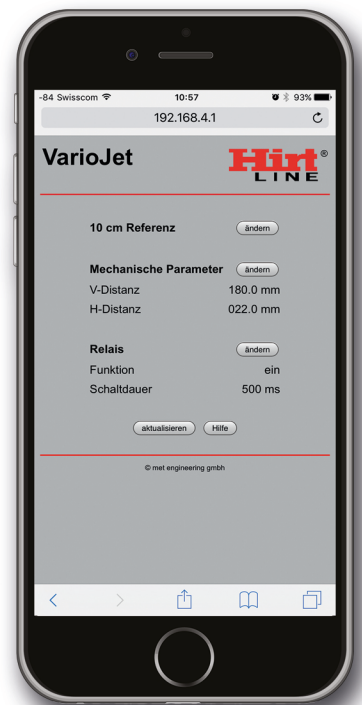 -84 Swisscom 10:57 93%
192.168.4.1
VarioJet Hirt®
LINE
10 cm Referenz ändern
Mechanische Parameter ändern
V-Distanz 180.0 mm
H-Distanz 022.0 mm
Relais ändern
Funktion ein
Schaltdauer 500 ms
aktualisieren Hilfe
© met engineering gmbh